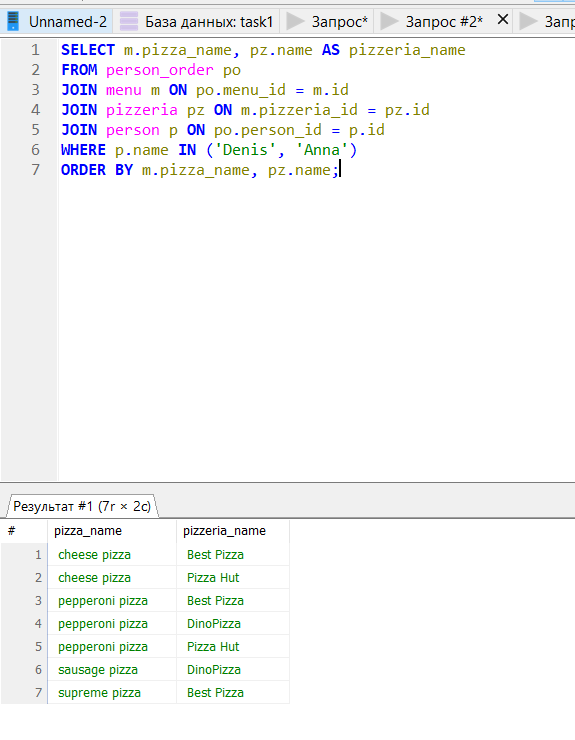 Unnamed-2 База данных: task1 Запрос* Запрос #2* Запр
1 SELECT m.pizza_name, pz.name AS pizzeria_name
2 FROM person_order po
3 JOIN menu m ON po.menu_id = m.id
4 JOIN pizzeria pz ON m.pizzeria_id = pz.id
5 JOIN person p ON po.person_id = p.id
6 WHERE p.name IN ('Denis', 'Anna')
7 ORDER BY m.pizza_name, pz.name;
Результат #1 (7r × 2c)
# pizza_name pizzeria_name
1 cheese pizza Best Pizza
2 cheese pizza Pizza Hut
3 pepperoni pizza Best Pizza
4 pepperoni pizza DinoPizza
5 pepperoni pizza Pizza Hut
6 sausage pizza DinoPizza
7 supreme pizza Best Pizza